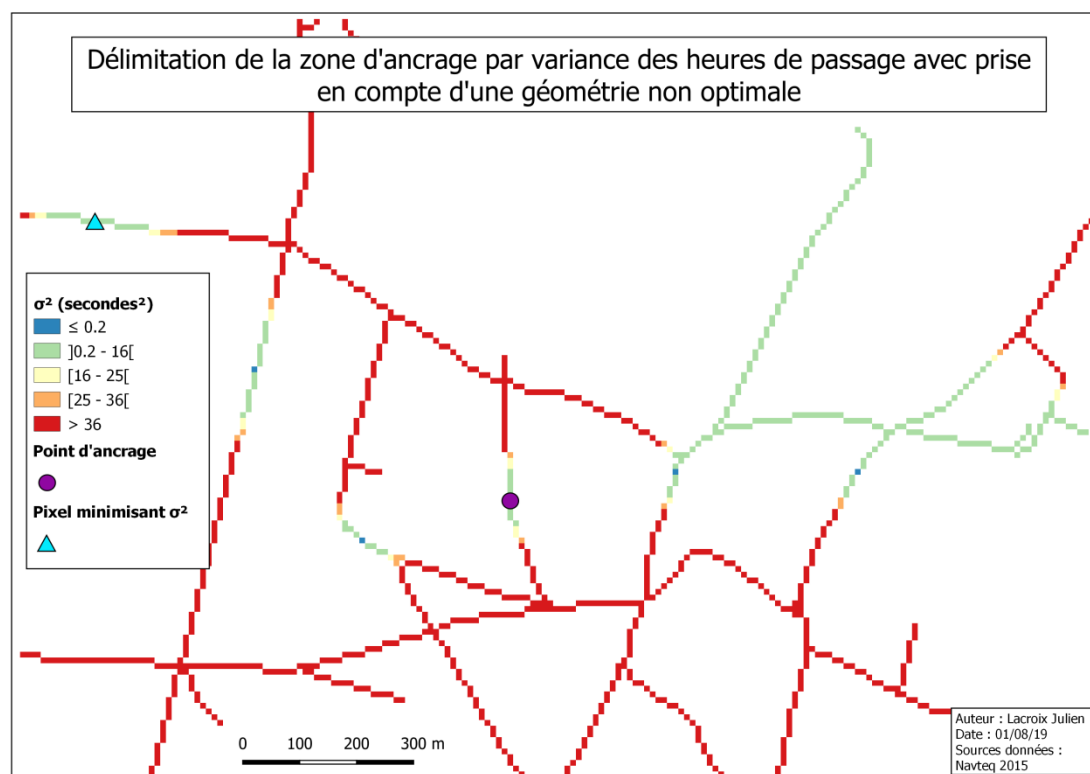 Délimitation de la zone d'ancrage par variance des heures de passage avec prise
en compte d'une géométrie non optimale
σ² (secondes²)
≤ 0.2
]0.2 - 16[
[16 - 25[
[25 - 36[
> 36
Point d'ancrage
Pixel minimisant σ²
0 100 200 300 m
Auteur : Lacroix Julien
Date : 01/08/19
Sources données :
Navteq 2015